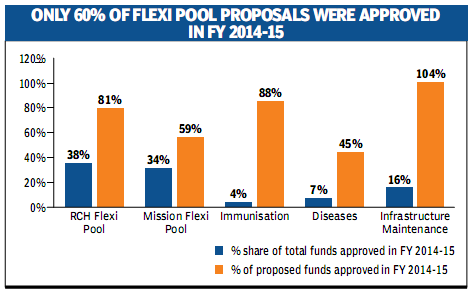 ONLY 60% OF FLEXI POOL PROPOSALS WERE APPROVED
IN FY 2014-15
120%
100%
80%
60%
40%
20%
0%
38%
81%
34%
59%
4%
88%
7%
45%
16%
104%
RCH Flexi
Pool
Mission Flexi
Pool
Immunisation
Diseases
Infrastructure
Maintenance
% share of total funds approved in FY 2014-15
% of proposed funds approved in FY 2014-15